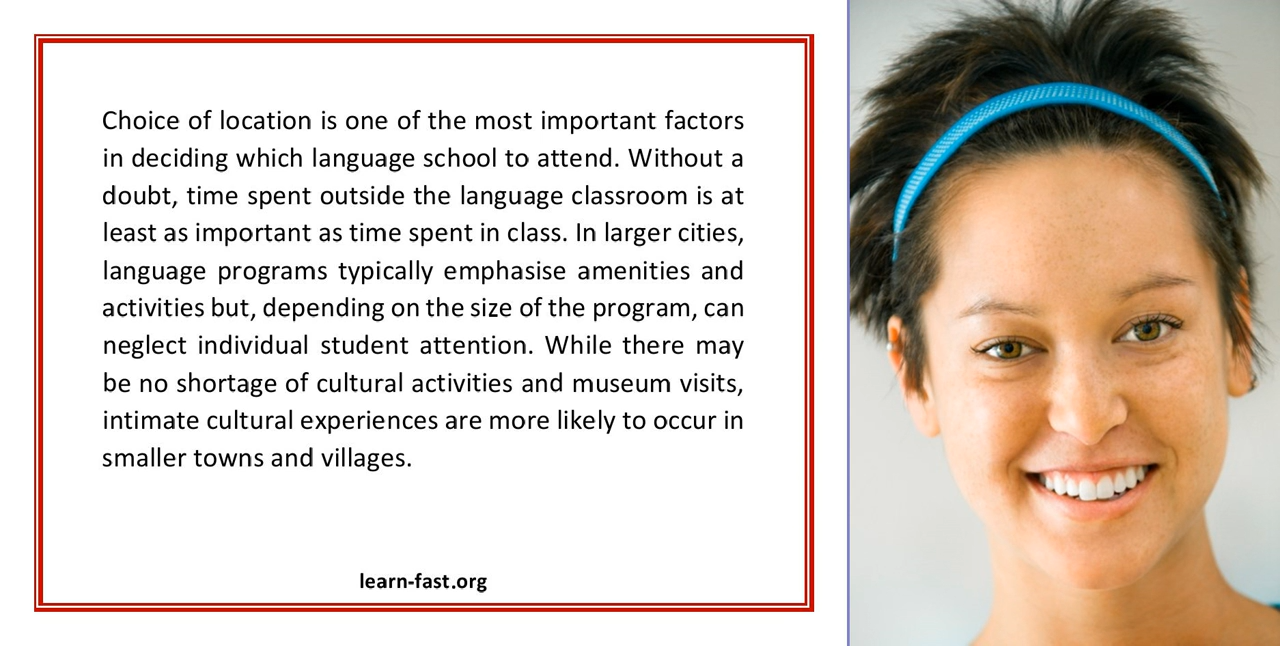 Choice of location is one of the most important factors
in deciding which language school to attend. Without a
doubt, time spent outside the language classroom is at
least as important as time spent in class. In larger cities,
language programs typically emphasise amenities and
activities but, depending on the size of the program, can
neglect individual student attention. While there may
be no shortage of cultural activities and museum visits,
intimate cultural experiences are more likely to occur in
smaller towns and villages.
learn-fast.org